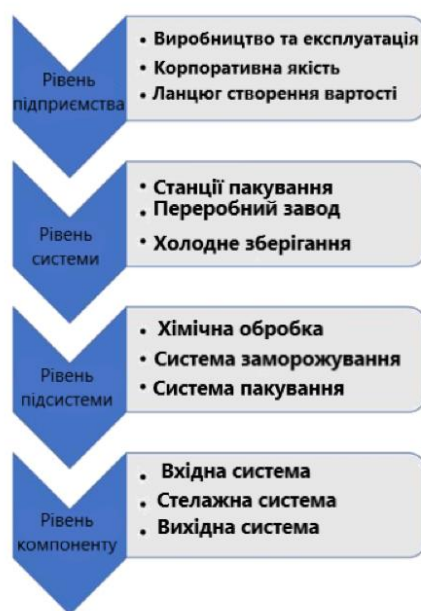 Рівень
підприємства
• Виробництво та експлуатація
• Корпоративна якість
• Ланцюг створення вартості
Рівень
системи
• Станції пакування
• Переробний завод
• Холодне зберігання
Рівень
підсистеми
• Хімічна обробка
• Система заморожування
• Система пакування
Рівень
компоненту
• Вхідна система
• Стелажна система
• Вихідна система